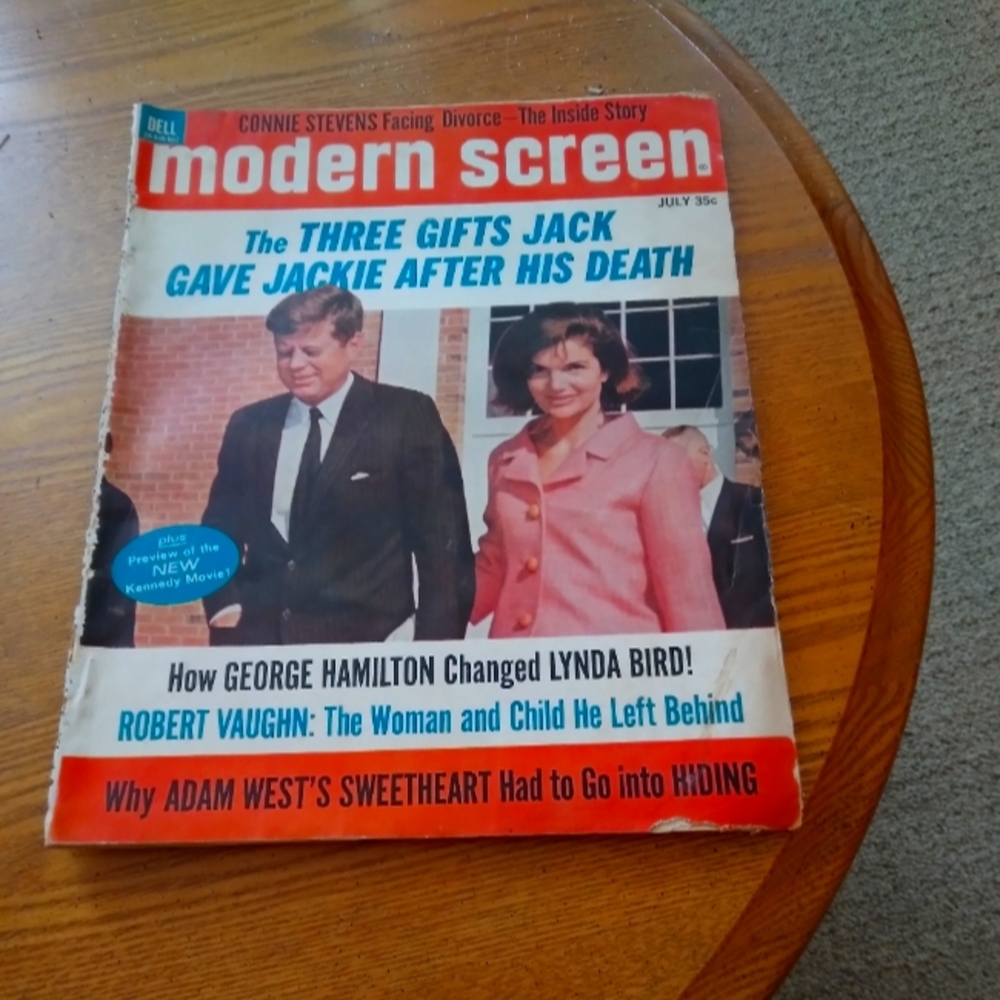 DELL
CONNIE STEVENS Facing Divorce—The Inside Story
modern screen
JULY 35c
The THREE GIFTS JACK
GAVE JACKIE AFTER HIS DEATH
plus
Preview of the
NEW
Kennedy Movie!
How GEORGE HAMILTON Changed LYNDA BIRD!
ROBERT VAUGHN: The Woman and Child He Left Behind
Why ADAM WEST'S SWEETHEART Had to Go into HIDING